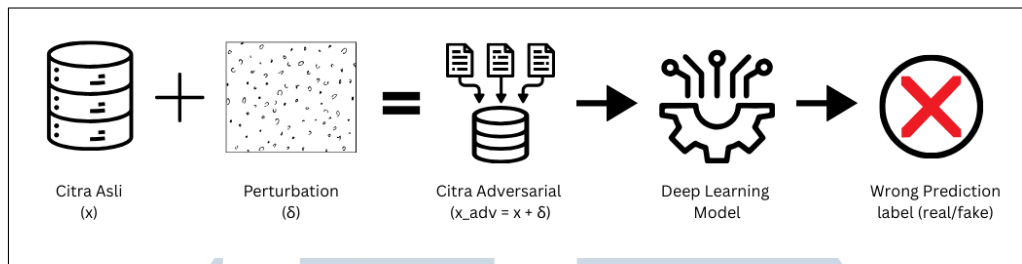 Citra Asli
(x)
Perturbation
(δ)
Citra Adversarial
(x_adv = x + δ)
Deep Learning
Model
Wrong Prediction
label (real/fake)